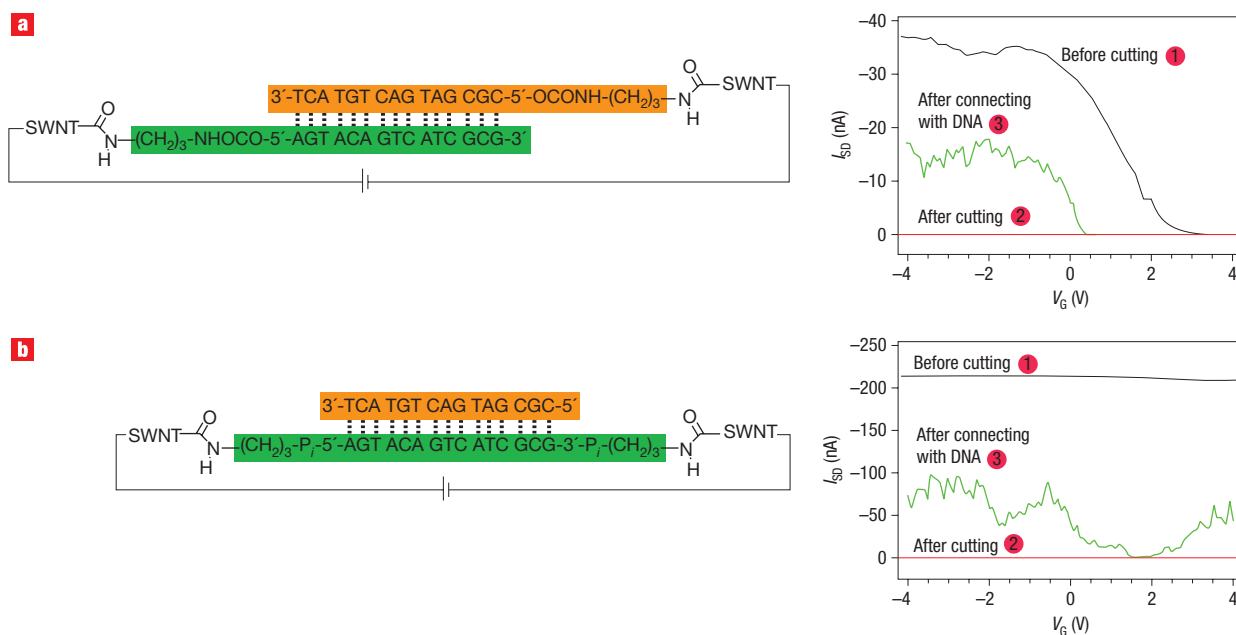 a
3´-TCA TGT CAG TAG CGC-5´-OCONH-(CH2)3 N H O SWNT
SWNT O N H (CH2)3-NHOCO-5´-AGT ACA GTC ATC GCG-3´
–40
–30
–20
–10
0
ISD (nA)
Before cutting 1
After connecting
with DNA 3
After cutting 2
–4 –2 0 2 4
VG (V)
b
3´-TCA TGT CAG TAG CGC-5´
SWNT O N H (CH2)3-Pi-5´-AGT ACA GTC ATC GCG-3´-Pi-(CH2)3 N H O SWNT
–250
–200
–150
–100
–50
0
ISD (nA)
Before cutting 1
After connecting
with DNA 3
After cutting 2
–4 –2 0 2 4
VG (V)